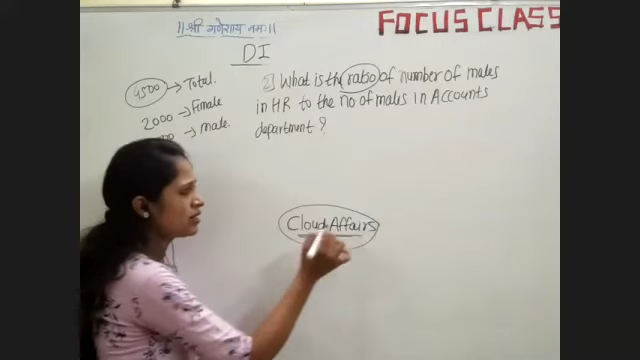 ॥ श्री गणेशाय नमः ॥
FOCUS CLASS
DI
4500 → Total.
2000 → Female
→ male.
2] What is the ratio of number of males
in HR to the no of males in Accounts
department?
Cloud Affairs